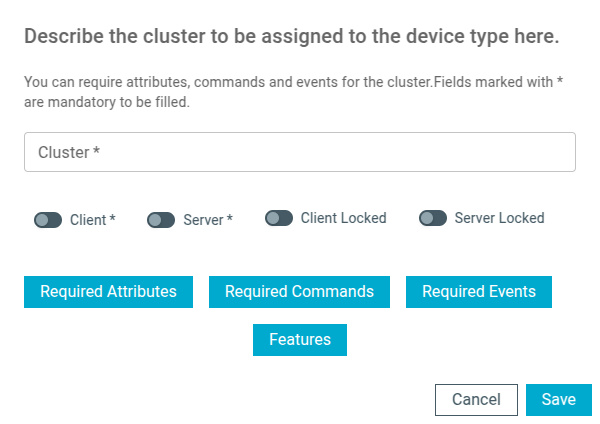 Describe the cluster to be assigned to the device type here.
You can require attributes, commands and events for the cluster.Fields marked with *
are mandatory to be filled.
Cluster *
Client * Server * Client Locked Server Locked
Required Attributes Required Commands Required Events
Features
Cancel Save